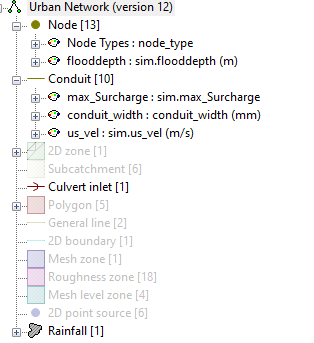 Urban Network (version 12)
Node [13]
Node Types : node_type
flooddepth : sim.flooddepth (m)
Conduit [10]
max_Surcharge : sim.max_Surcharge
conduit_width : conduit_width (mm)
us_vel : sim.us_vel (m/s)
2D zone [1]
Subcatchment [6]
Culvert inlet [1]
Polygon [5]
General line [2]
2D boundary [1]
Mesh zone [1]
Roughness zone [18]
Mesh level zone [4]
2D point source [6]
Rainfall [1]